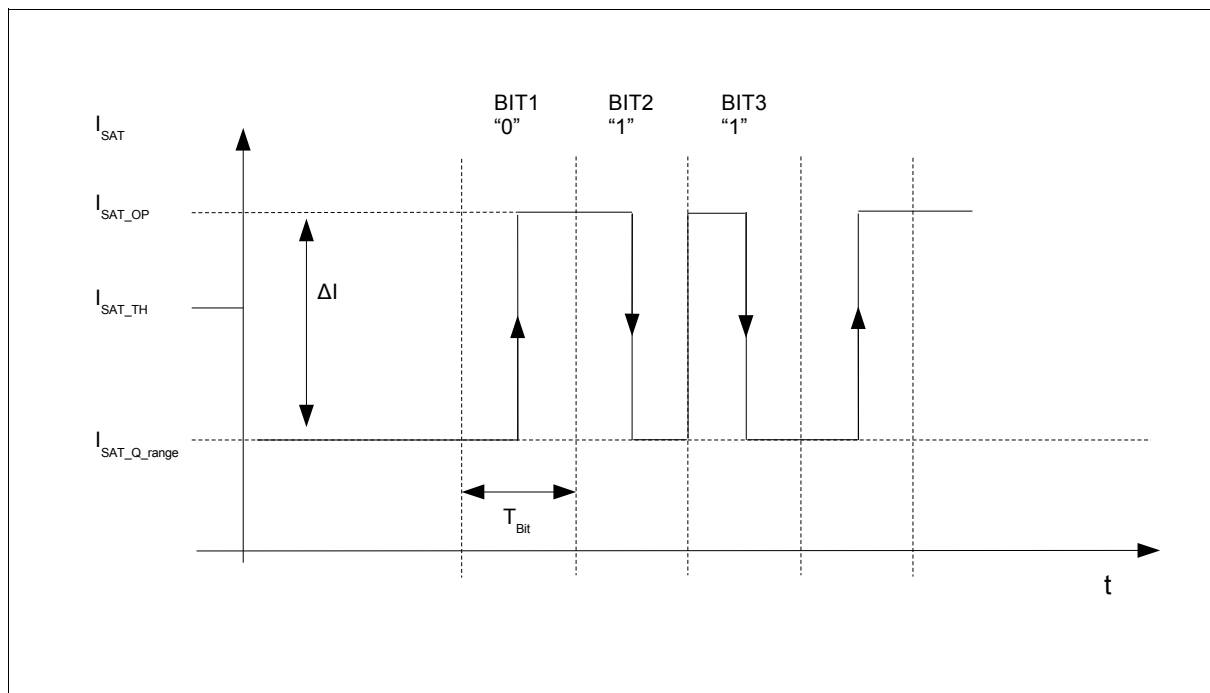 BIT1
"0"
BIT2
"1"
BIT3
"1"
I_SAT
I_SAT_OP
ΔI
I_SAT_TH
I_SAT_Q_range
T_Bit
t